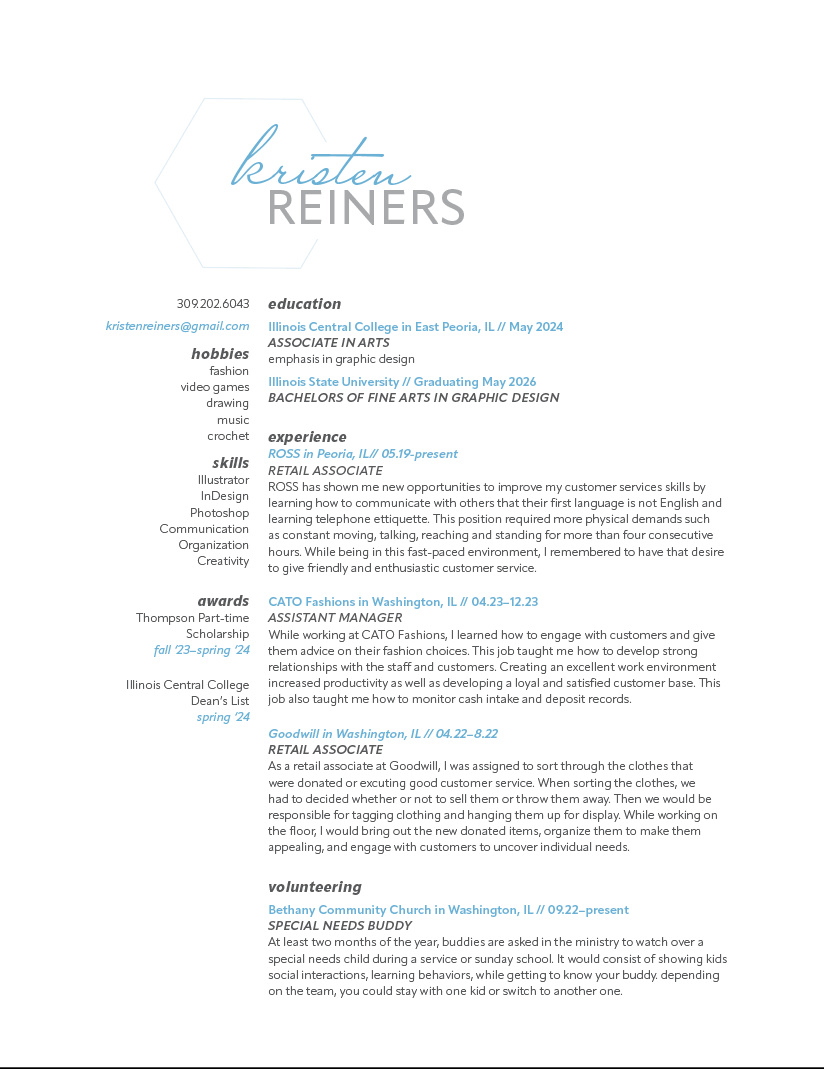 kristen
REINERS
309.202.6043
kristenreiners@gmail.com
hobbies
fashion
video games
drawing
music
crochet
skills
Illustrator
InDesign
Photoshop
Communication
Organization
Creativity
awards
Thompson Part-time
Scholarship
fall ’23–spring ’24
Illinois Central College
Dean’s List
spring ’24
education
Illinois Central College in East Peoria, IL // May 2024
ASSOCIATE IN ARTS
emphasis in graphic design
Illinois State University // Graduating May 2026
BACHELORS OF FINE ARTS IN GRAPHIC DESIGN
experience
ROSS in Peoria, IL// 05.19-present
RETAIL ASSOCIATE
ROSS has shown me new opportunities to improve my customer services skills by
learning how to communicate with others that their first language is not English and
learning telephone ettiquette. This position required more physical demands such
as constant moving, talking, reaching and standing for more than four consecutive
hours. While being in this fast-paced environment, I remembered to have that desire
to give friendly and enthusiastic customer service.
CATO Fashions in Washington, IL // 04.23–12.23
ASSISTANT MANAGER
While working at CATO Fashions, I learned how to engage with customers and give
them advice on their fashion choices. This job taught me how to develop strong
relationships with the staff and customers. Creating an excellent work environment
increased productivity as well as developing a loyal and satisfied customer base. This
job also taught me how to monitor cash intake and deposit records.
Goodwill in Washington, IL // 04.22–8.22
RETAIL ASSOCIATE
As a retail associate at Goodwill, I was assigned to sort through the clothes that
were donated or excuting good customer service. When sorting the clothes, we
had to decided whether or not to sell them or throw them away. Then we would be
responsible for tagging clothing and hanging them up for display. While working on
the floor, I would bring out the new donated items, organize them to make them
appealing, and engage with customers to uncover individual needs.
volunteering
Bethany Community Church in Washington, IL // 09.22–present
SPECIAL NEEDS BUDDY
At least two months of the year, buddies are asked in the ministry to watch over a
special needs child during a service or sunday school. It would consist of showing kids
social interactions, learning behaviors, while getting to know your buddy. depending
on the team, you could stay with one kid or switch to another one.